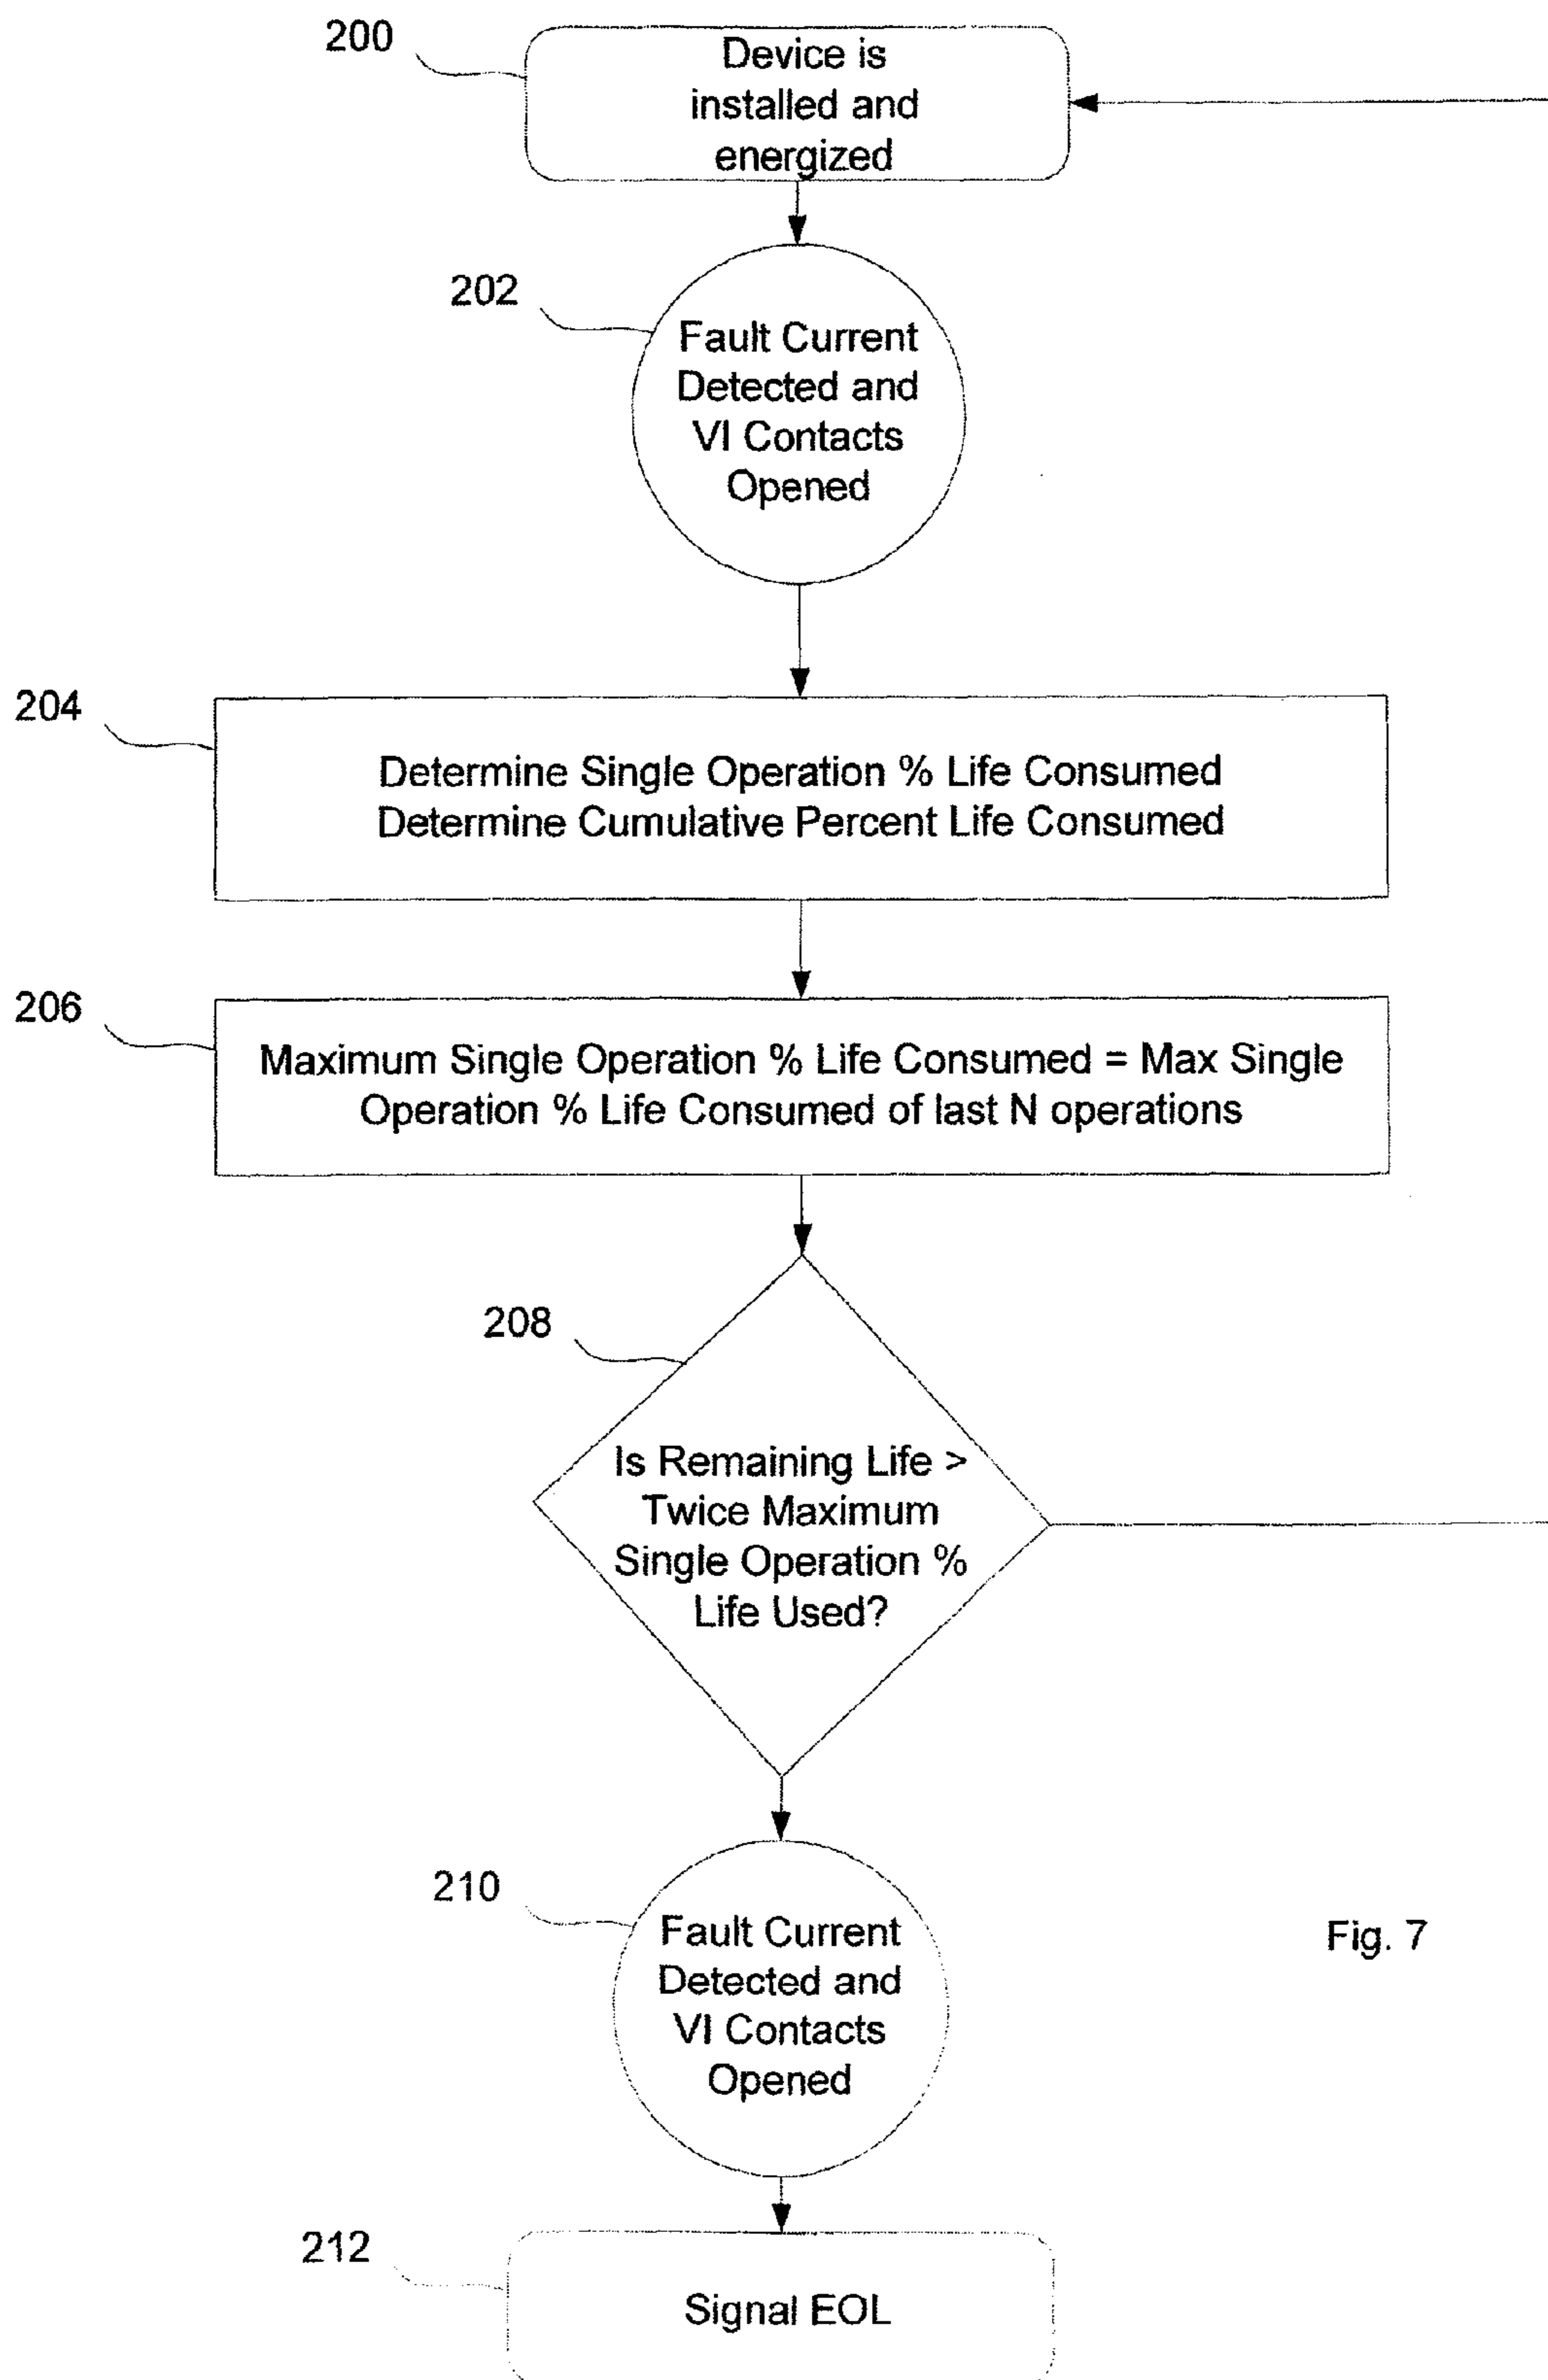 200
Device is
installed and
energized
202
Fault Current
Detected and
VI Contacts
Opened
204
Determine Single Operation % Life Consumed
Determine Cumulative Percent Life Consumed
206
Maximum Single Operation % Life Consumed = Max Single
Operation % Life Consumed of last N operations
208
Is Remaining Life >
Twice Maximum
Single Operation %
Life Used?
210
Fault Current
Detected and
VI Contacts
Opened
Fig. 7
212
Signal EOL